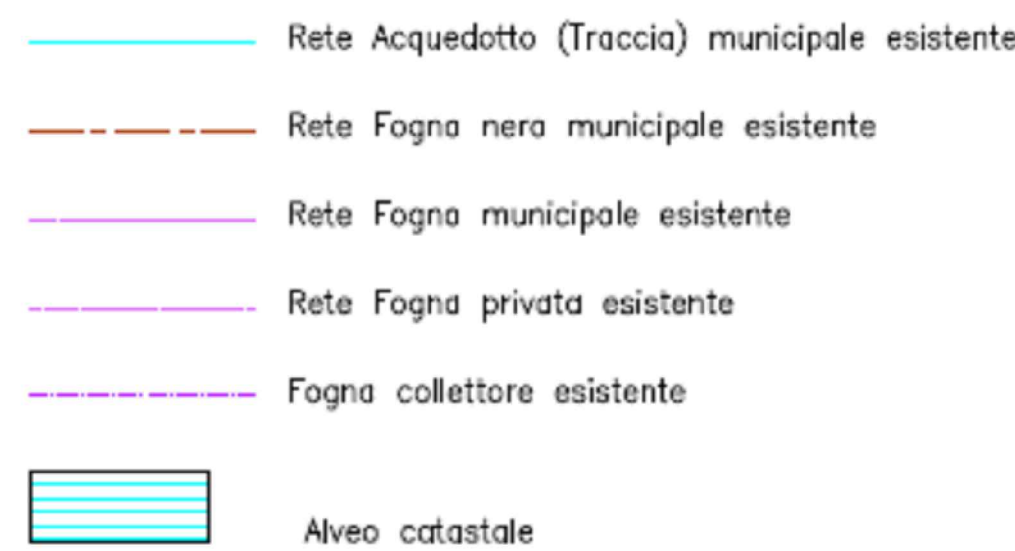 Rete Acquedotto (Traccia) municipale esistente
Rete Fogna nera municipale esistente
Rete Fogna municipale esistente
Rete Fogna privata esistente
Fogna collettore esistente
Alveo catastale